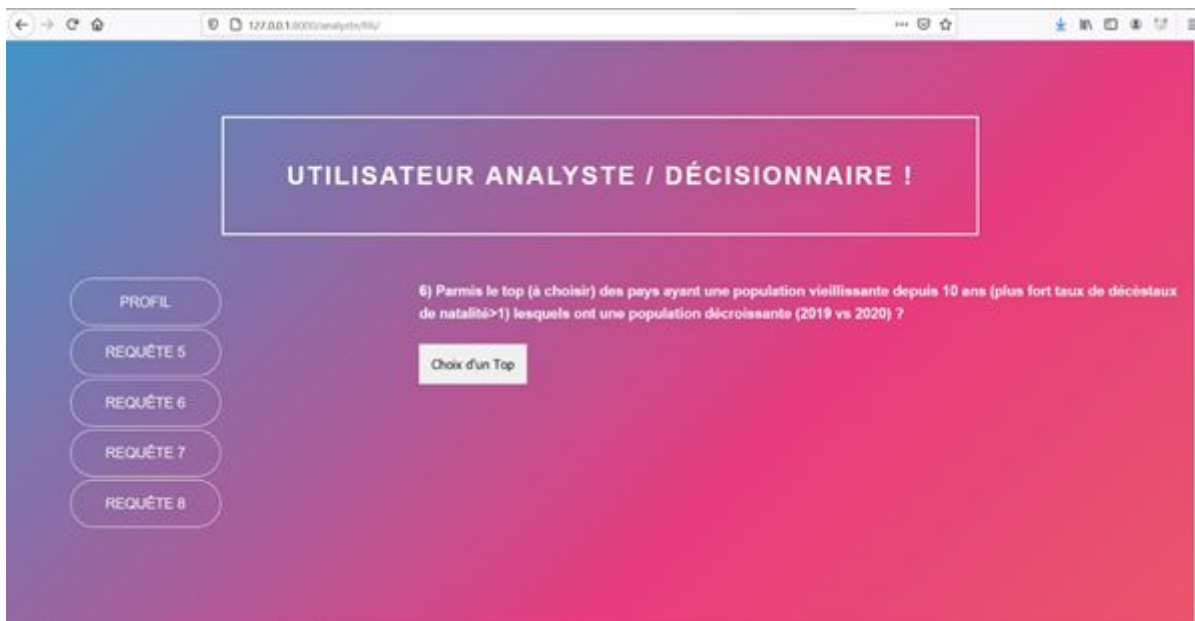 127.0.0.1:8000/analyste/R6/
UTILISATEUR ANALYSTE / DÉCISIONNAIRE !
PROFIL
REQUÊTE 5
REQUÊTE 6
REQUÊTE 7
REQUÊTE 8
6) Parmis le top (à choisir) des pays ayant une population vieillissante depuis 10 ans (plus fort taux de décèstaux
de natalité>1) lesquels ont une population décroissante (2019 vs 2020) ?
Choix d'un Top